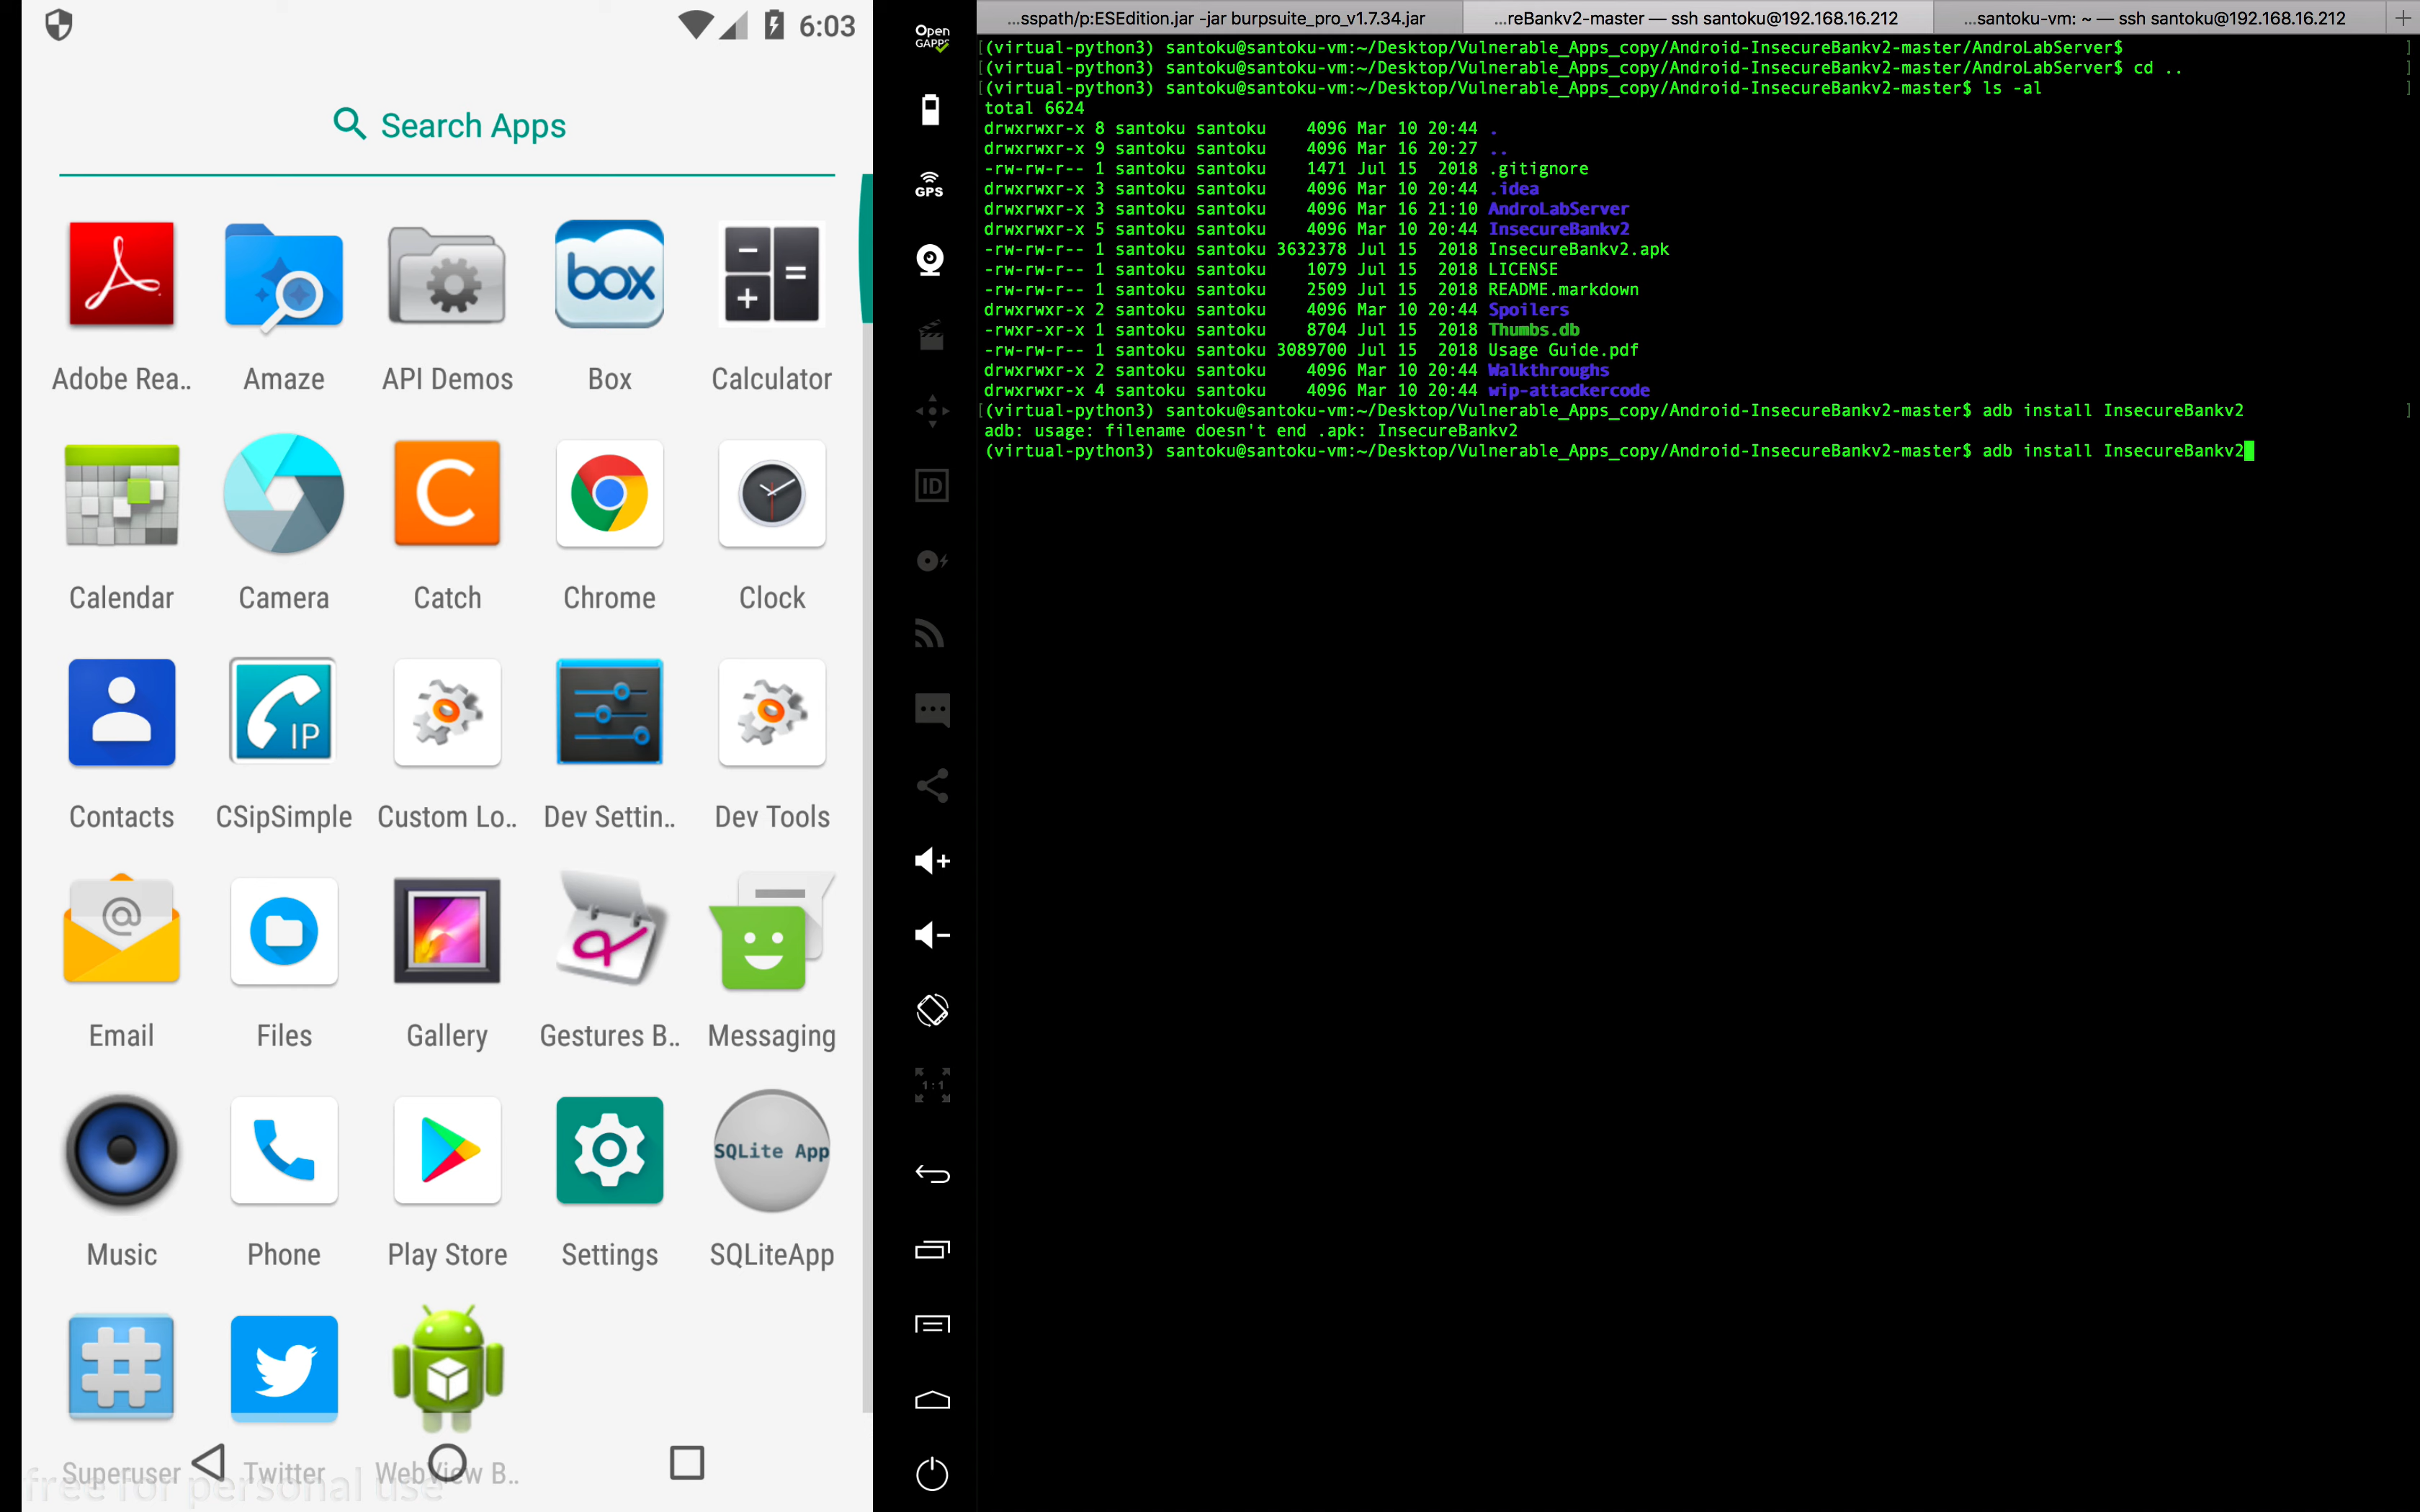 6:03
Search Apps
Adobe Rea..
Amaze
API Demos
box
Box
Calculator
Calendar
Camera
Catch
Chrome
Clock
Contacts
IP
CSipSimple
Custom Lo..
Dev Settin..
Dev Tools
Email
Files
Gallery
Gestures B..
Messaging
Music
Phone
Play Store
Settings
SQLite App
SQLiteApp
Superuser
Twitter
WebView B..
free for personal use
Open
GAPPS
GPS
ID
1:1
...sspath/p:ESEdition.jar -jar burpsuite_pro_v1.7.34.jar
...reBankv2-master — ssh santoku@192.168.16.212
...santoku-vm: ~ — ssh santoku@192.168.16.212
[(virtual-python3) santoku@santoku-vm:~/Desktop/Vulnerable_Apps_copy/Android-InsecureBankv2-master/AndroLabServer$ ]
[(virtual-python3) santoku@santoku-vm:~/Desktop/Vulnerable_Apps_copy/Android-InsecureBankv2-master/AndroLabServer$ cd .. ]
[(virtual-python3) santoku@santoku-vm:~/Desktop/Vulnerable_Apps_copy/Android-InsecureBankv2-master$ ls -al ]
total 6624
drwxrwxr-x 8 santoku santoku 4096 Mar 10 20:44 .
drwxrwxr-x 9 santoku santoku 4096 Mar 16 20:27 ..
-rw-rw-r-- 1 santoku santoku 1471 Jul 15 2018 .gitignore
drwxrwxr-x 3 santoku santoku 4096 Mar 10 20:44 .idea
drwxrwxr-x 3 santoku santoku 4096 Mar 16 21:10 AndroLabServer
drwxrwxr-x 5 santoku santoku 4096 Mar 10 20:44 InsecureBankv2
-rw-rw-r-- 1 santoku santoku 3632378 Jul 15 2018 InsecureBankv2.apk
-rw-rw-r-- 1 santoku santoku 1079 Jul 15 2018 LICENSE
-rw-rw-r-- 1 santoku santoku 2509 Jul 15 2018 README.markdown
drwxrwxr-x 2 santoku santoku 4096 Mar 10 20:44 Spoilers
-rwxr-xr-x 1 santoku santoku 8704 Jul 15 2018 Thumbs.db
-rw-rw-r-- 1 santoku santoku 3089700 Jul 15 2018 Usage Guide.pdf
drwxrwxr-x 2 santoku santoku 4096 Mar 10 20:44 Walkthroughs
drwxrwxr-x 4 santoku santoku 4096 Mar 10 20:44 wip-attackercode
[(virtual-python3) santoku@santoku-vm:~/Desktop/Vulnerable_Apps_copy/Android-InsecureBankv2-master$ adb install InsecureBankv2 ]
adb: usage: filename doesn't end .apk: InsecureBankv2
(virtual-python3) santoku@santoku-vm:~/Desktop/Vulnerable_Apps_copy/Android-InsecureBankv2-master$ adb install InsecureBankv2